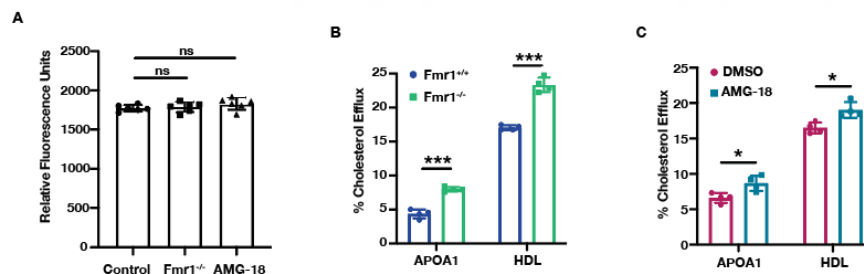 A
Relative Fluorescence Units
2500
2000
1500
1000
500
0
ns
ns
Control Fmr1-/- AMG-18
B
% Cholesterol Efflux
Fmr1+/+
Fmr1-/-
25
20
15
10
5
0
***
***
APOA1 HDL
C
% Cholesterol Efflux
DMSO
AMG-18
25
20
15
10
5
0
*
*
APOA1 HDL